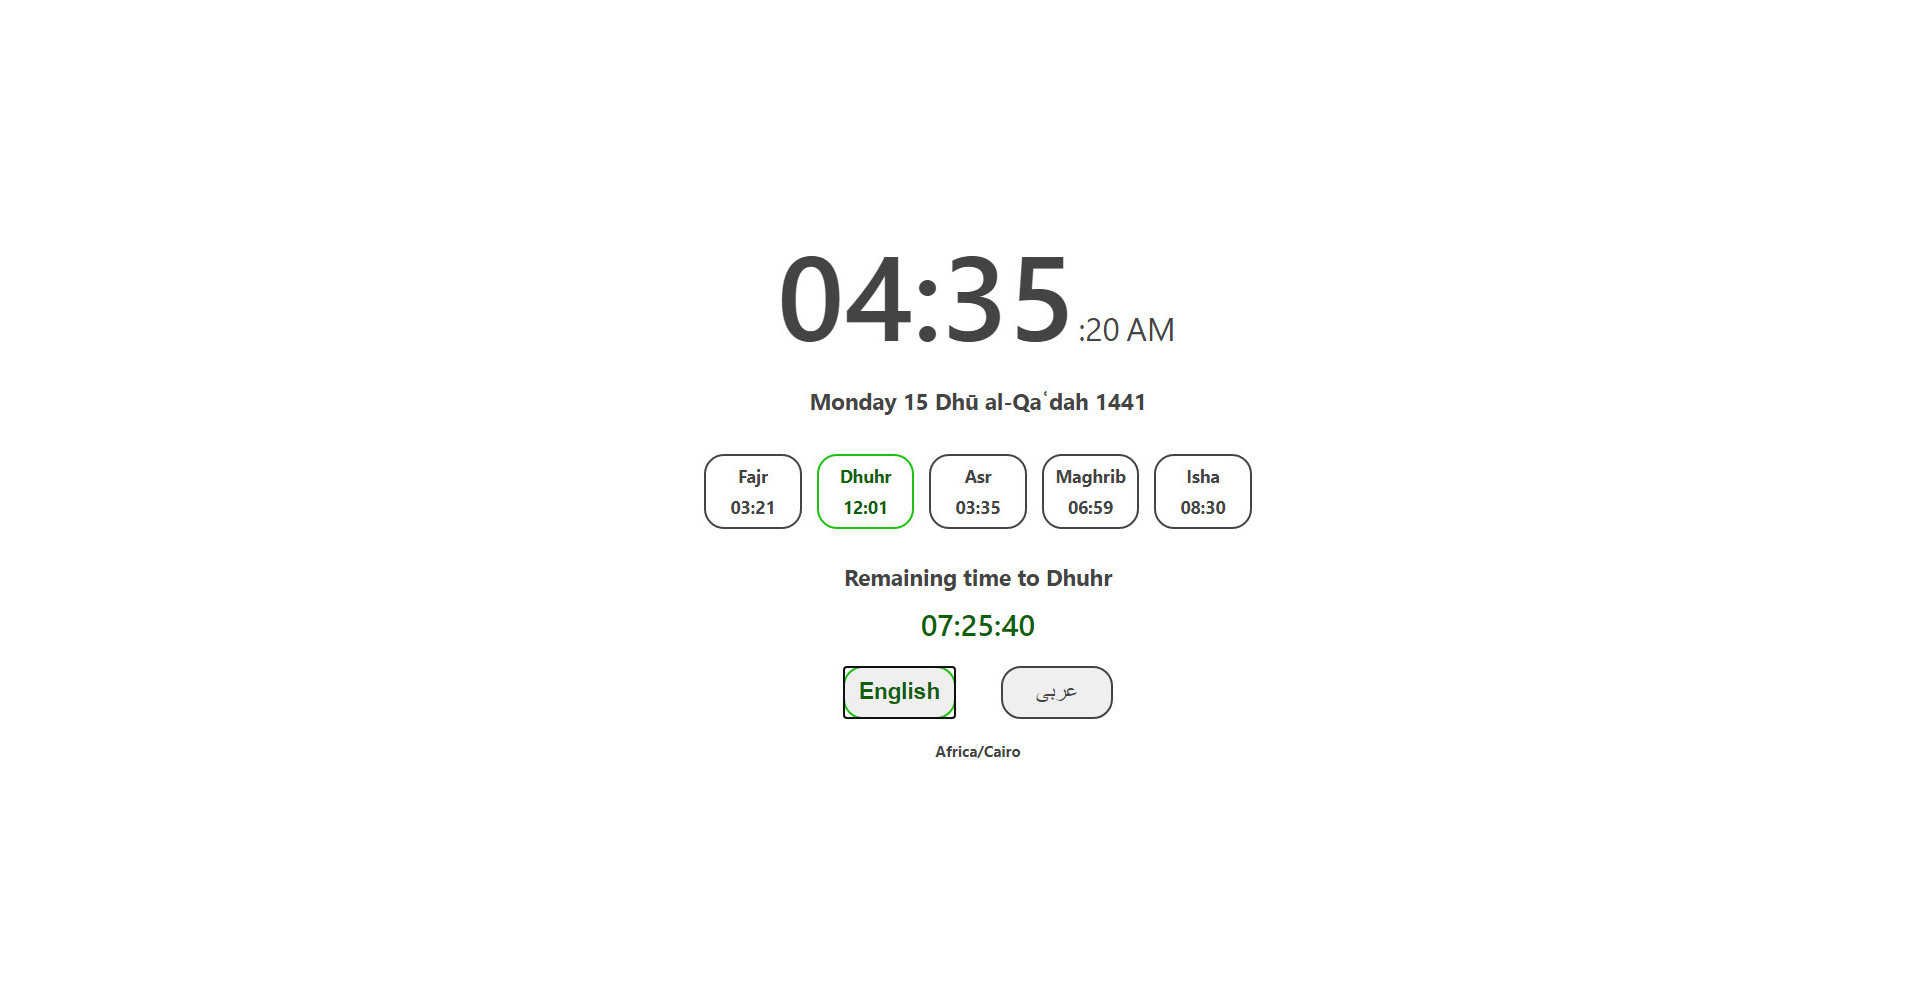 04:35:20 AM
Monday 15 Dhū al-Qaʿdah 1441
Fajr Dhuhr Asr Maghrib Isha
03:21 12:01 03:35 06:59 08:30
Remaining time to Dhuhr
07:25:40
English عربى
Africa/Cairo